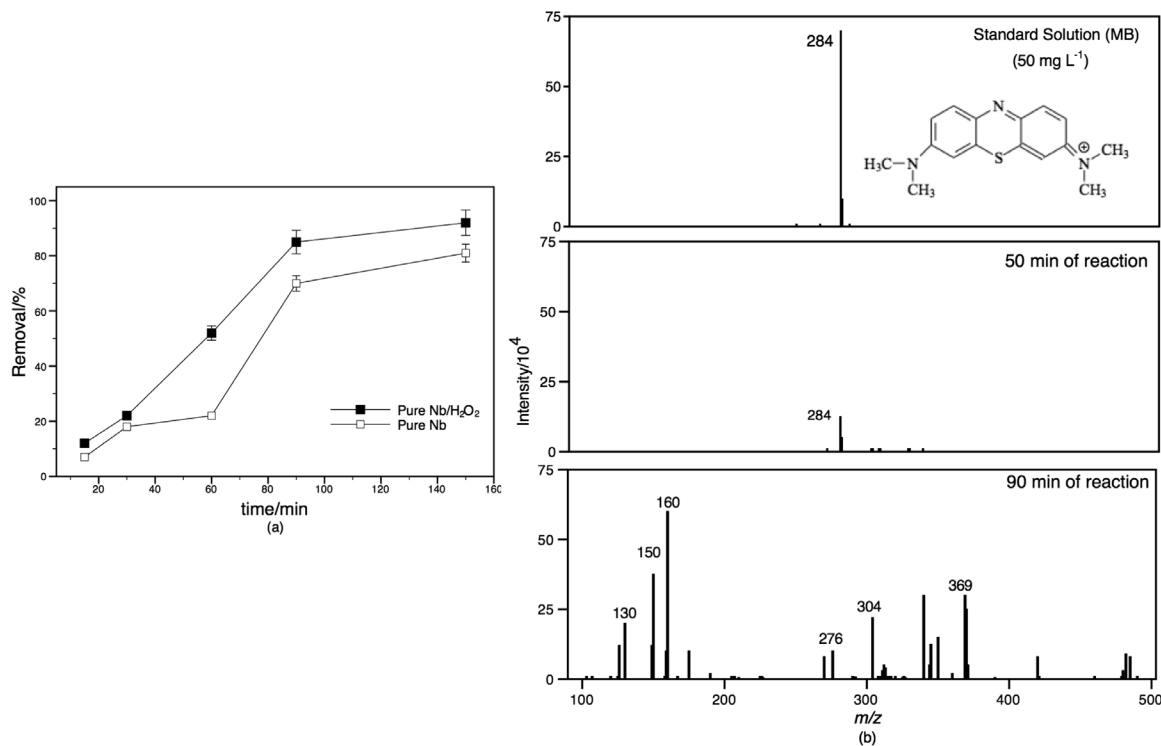 100
80
60
40
20
0
Removal/%
Pure Nb/H₂O₂
Pure Nb
20 40 60 80 100 120 140 160
time/min
(a)
75
50
25
0
284
Standard Solution (MB)
(50 mg L⁻¹)
N
S
H₃C
N
CH₃
⊕
N
CH₃
CH₃
75
50
25
0
Intensity/10⁴
284
50 min of reaction
75
50
25
0
90 min of reaction
130
150
160
276
304
369
100 200 300 400 500
m/z
(b)